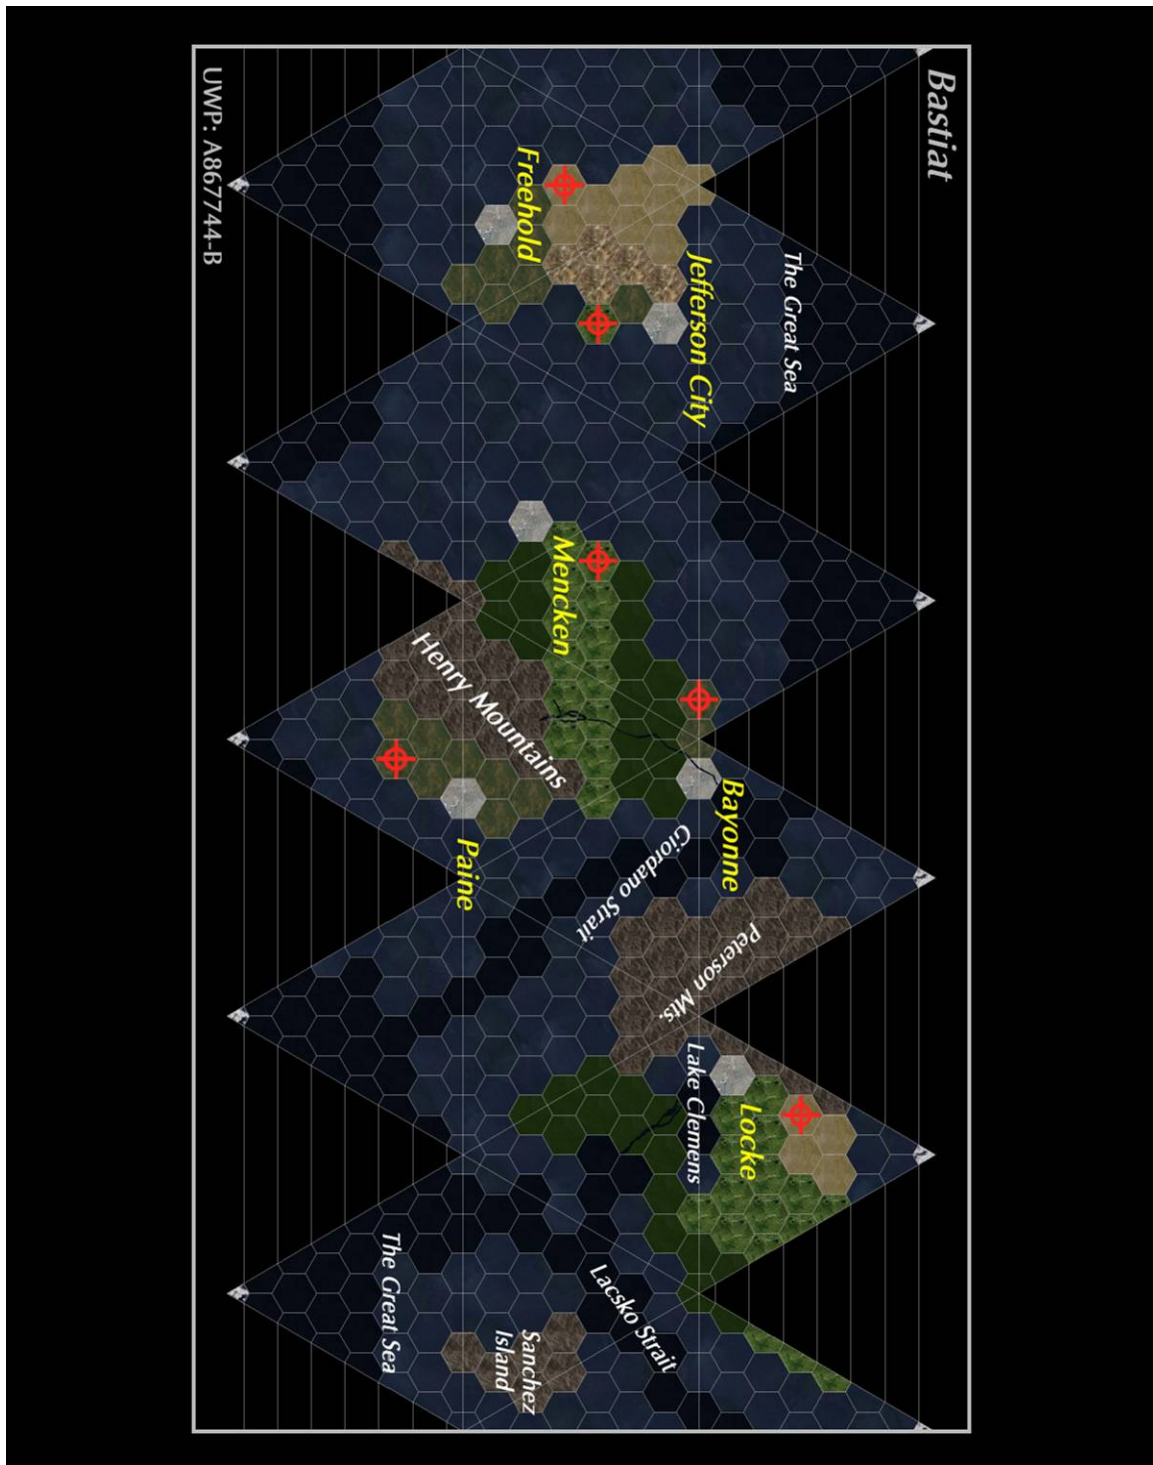 Bastiat
The Great Sea
Jefferson City
Freehold
Mencken
Henry Mountains
Bayonne
Paine
Giordano Strait
Peterson Mts.
Lake Clemens
Locke
Lacsko Strait
The Great Sea
Sanchez
Island
UWP: A867744-B